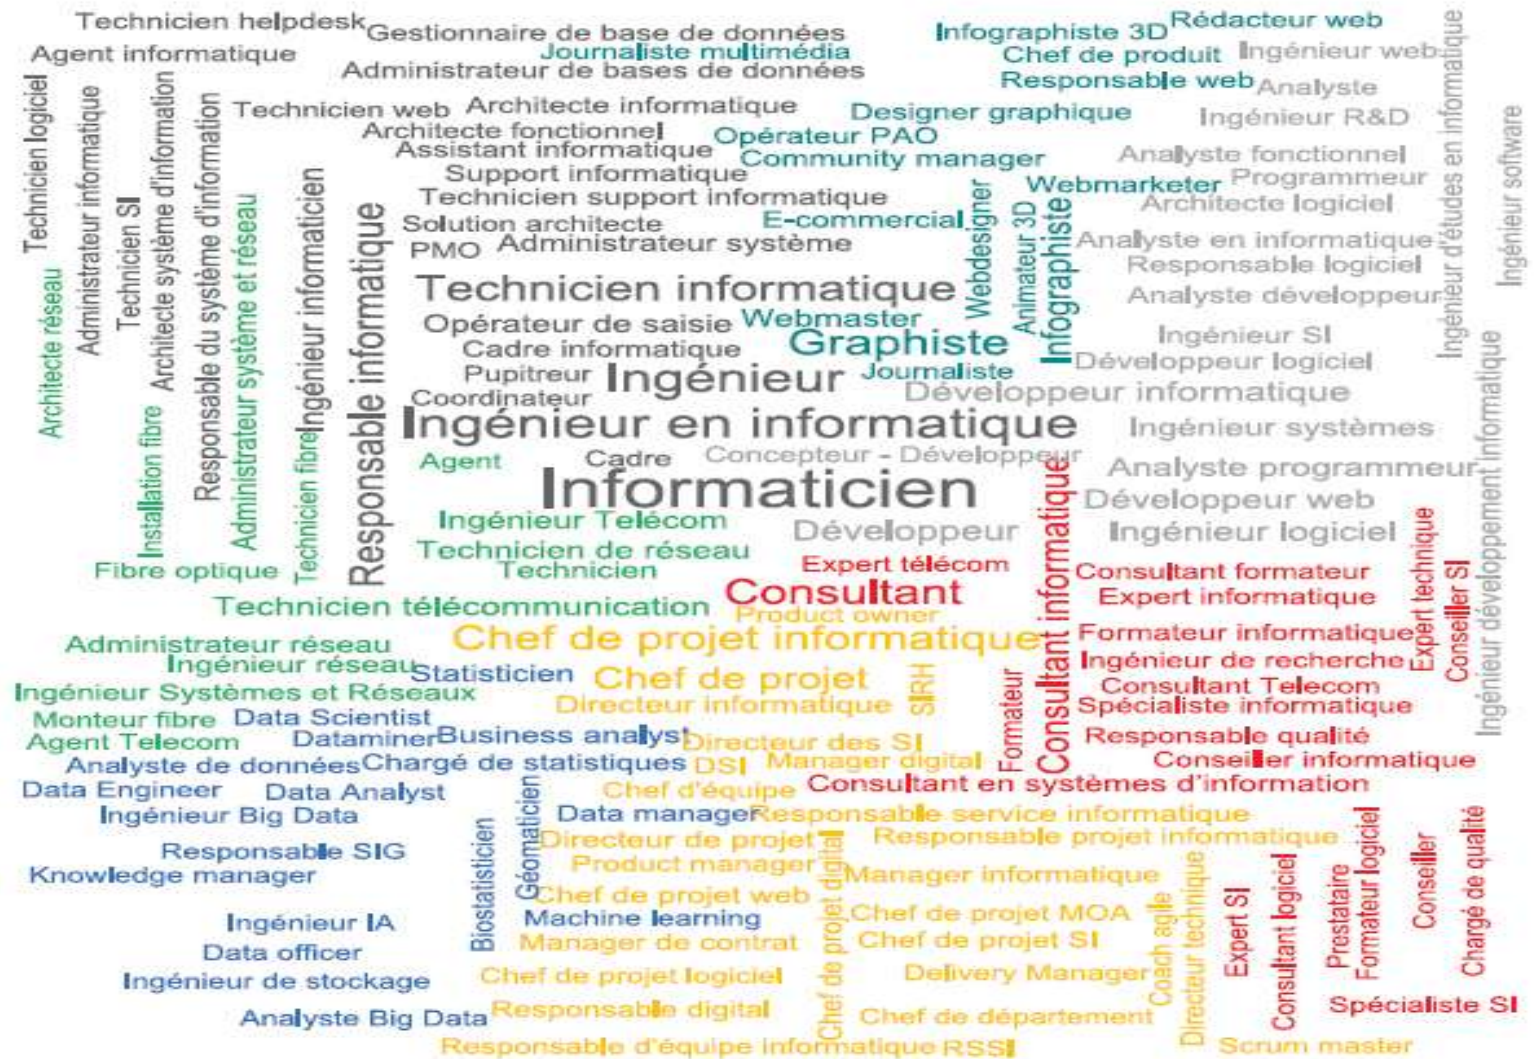 Technicien helpdesk
Gestionnaire de base de données
Infographiste 3D
Rédacteur web
Agent informatique
Journaliste multimédia
Chef de produit
Ingénieur web
Administrateur de bases de données
Responsable web
Analyste
Technicien web
Architecte informatique
Designer graphique
Ingénieur R&D
Architecte fonctionnel
Opérateur PAO
Assistant informatique
Community manager
Analyste fonctionnel
Support informatique
Webmarketer
Programmeur
Technicien support informatique
Architecte logiciel
Solution architecte
E-commercial
PMO
Administrateur système
Analyste en informatique
Responsable logiciel
Technicien logiciel
Administrateur informatique
Technicien SI
Architecte système d'information
Responsable du système d'information
Administrateur système et réseau
Ingénieur informaticien
Responsable informatique
Webdesigner
Animateur 3D
Infographiste
Ingénieur d'études en informatique
Ingénieur software
Architecte réseau
Technicien informatique
Analyste développeur
Opérateur de saisie
Webmaster
Ingénieur SI
Cadre informatique
Graphiste
Développeur logiciel
Pupitreur
Ingénieur
Journaliste
Développeur informatique
Coordinateur
Ingénieur en informatique
Ingénieur systèmes
Installation fibre
Technicien fibre
Agent
Cadre
Concepteur - Développeur
Analyste programmeur
Informaticien
Développeur web
Ingénieur Telécom
Développeur
Ingénieur logiciel
Technicien de réseau
Expert télécom
Fibre optique
Technicien
Consultant formateur
Consultant
Expert informatique
Technicien télécommunication
Product owner
Consultant informatique
Expert technique
Conseiller SI
Ingénieur développement informatique
Administrateur réseau
Chef de projet informatique
Formateur informatique
Ingénieur réseau
Statisticien
Chef de projet
SIRH
Formateur
Ingénieur de recherche
Ingénieur Systèmes et Réseaux
Directeur informatique
Consultant Telecom
Spécialiste informatique
Monteur fibre
Data Scientist
Agent Telecom
Dataminer
Business analyst
Directeur des SI
Responsable qualité
Analyste de données
Chargé de statistiques
DSI
Manager digital
Conseiller informatique
Data Engineer
Data Analyst
Chef d'équipe
Consultant en systèmes d'information
Ingénieur Big Data
Géomaticien
Data manager
Responsable service informatique
Biostatisticien
Directeur de projet
Responsable projet informatique
Responsable SIG
Product manager
Chef de projet digital
Manager informatique
Knowledge manager
Chef de projet web
Ingénieur IA
Machine learning
Chef de projet MOA
Coach agile
Directeur technique
Expert SI
Consultant logiciel
Prestataire
Formateur logiciel
Conseiller
Chargé de qualité
Data officer
Manager de contrat
Chef de projet SI
Ingénieur de stockage
Chef de projet logiciel
Delivery Manager
Analyste Big Data
Responsable digital
Chef de département
Spécialiste SI
Responsable d'équipe informatique
RSSI
Scrum master